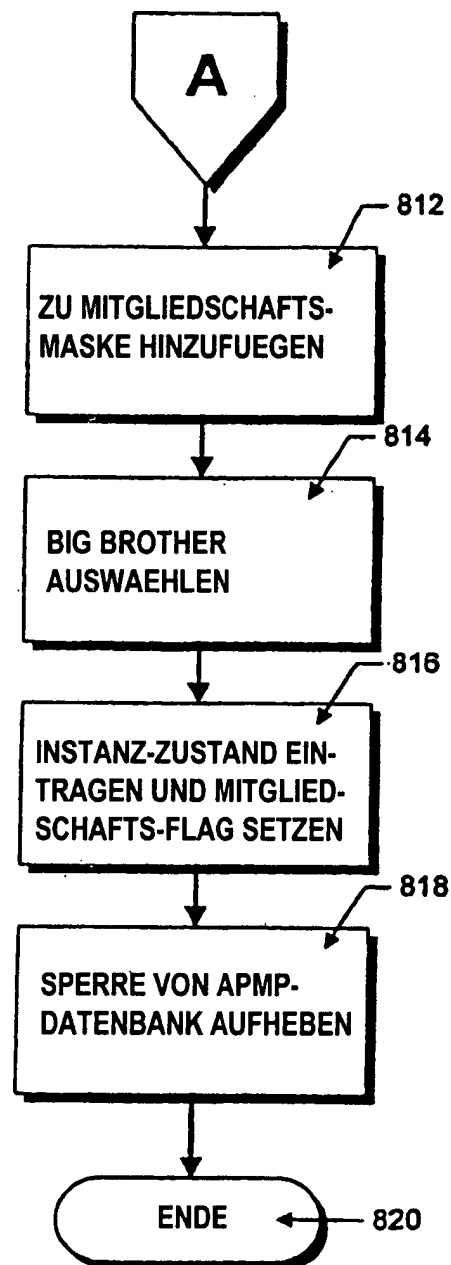 A
812
ZU MITGLIEDSCHAFTS-
MASKE HINZUFUEGEN
814
BIG BROTHER
AUSWAEHLEN
816
INSTANZ-ZUSTAND EIN-
TRAGEN UND MITGLIED-
SCHAFTS-FLAG SETZEN
818
SPERRE VON APMP-
DATENBANK AUFHEBEN
ENDE
820